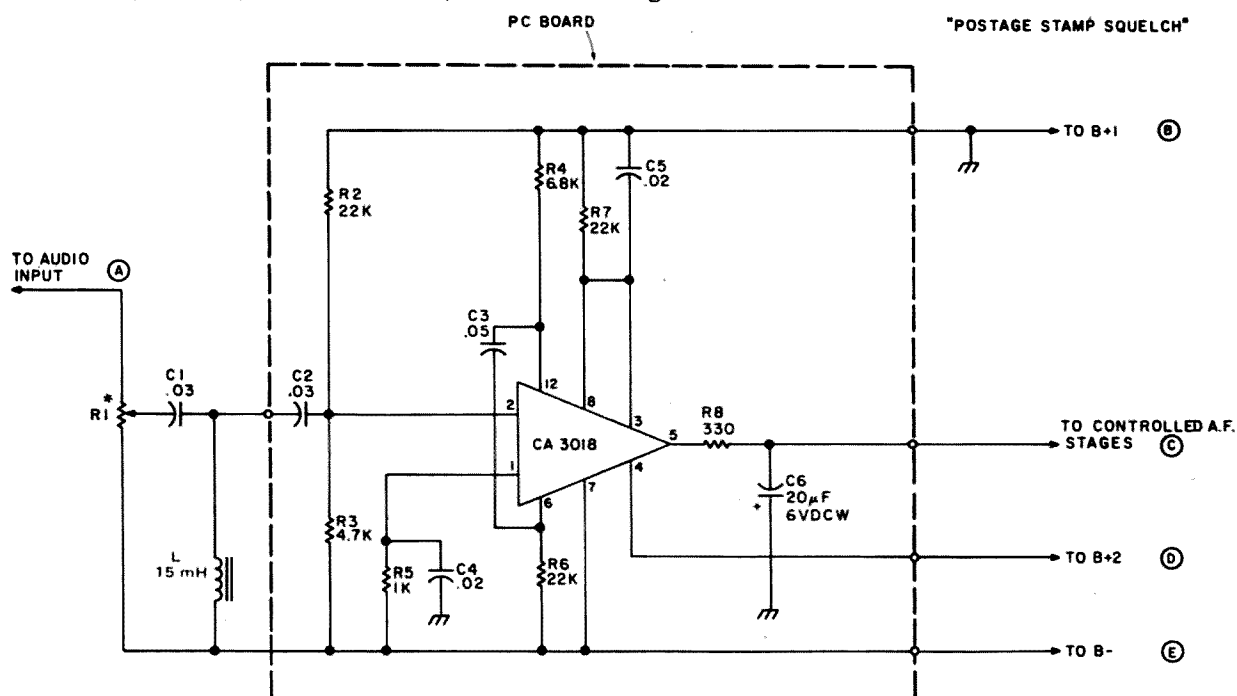 PC BOARD
"POSTAGE STAMP SQUELCH"
TO B+1 B
R4
6.8K
C5
.02
R2
22K
R7
22K
TO AUDIO
INPUT
A
C3
.05
C1
.03
C2
.03
R1*
12
8
3
2
CA 3018
5
R8
330
TO CONTROLLED A.F.
STAGES C
1
4
6
7
C6
20µF
6VDCW
+
R3
4.7K
L
15 mH
R5
1K
C4
.02
R6
22K
TO B+2 D
TO B- E